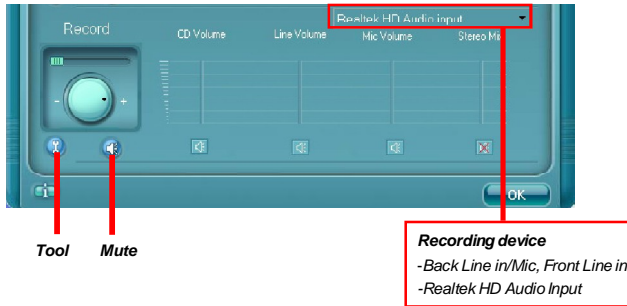 Realtek HD Audio input
Record
CD Volume
Line Volume
Mic Volume
Stereo Mix
- +
OK
Tool
Mute
Recording device
-Back Line in/Mic, Front Line in
-Realtek HD Audio Input